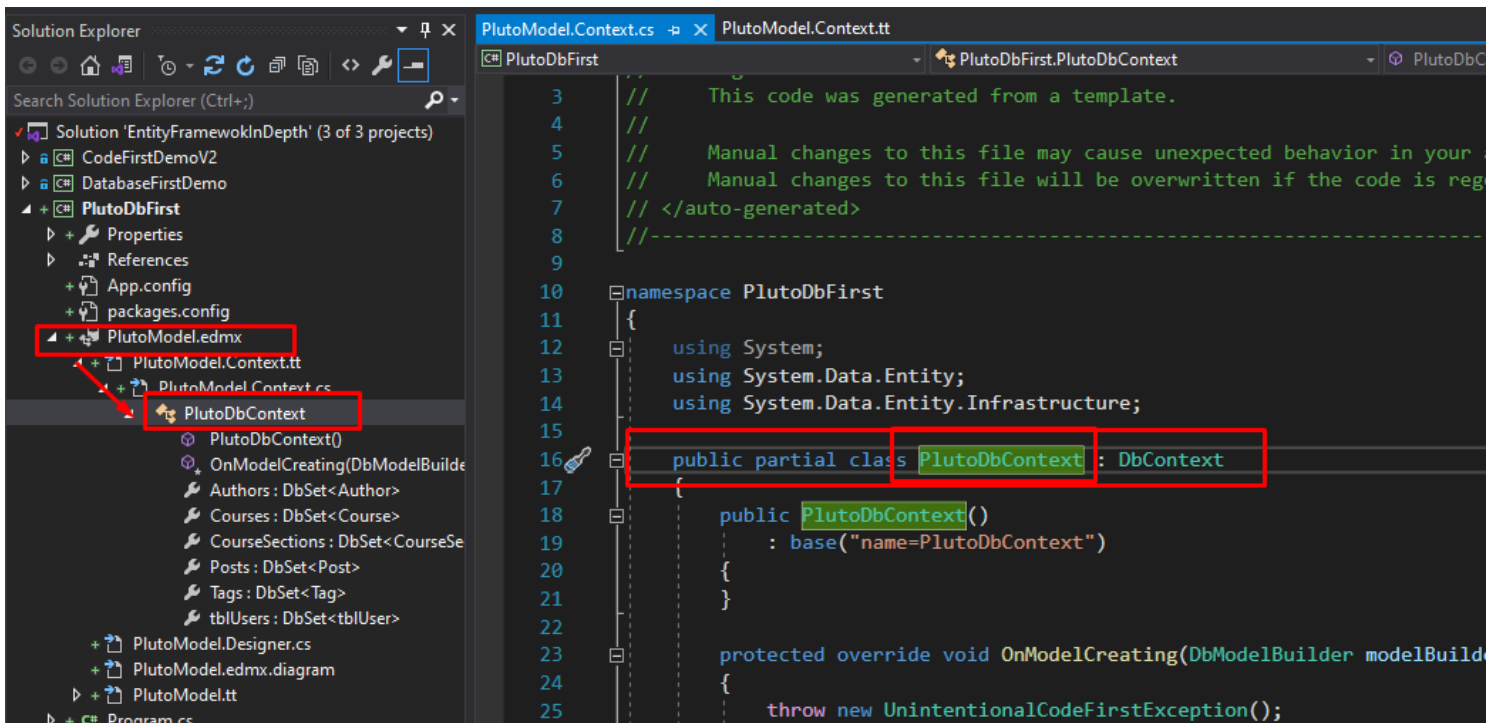 Solution Explorer
Search Solution Explorer (Ctrl+;)
Solution 'EntityFramewokInDepth' (3 of 3 projects)
C# CodeFirstDemoV2
C# DatabaseFirstDemo
+ C# PlutoDbFirst
+ Properties
References
+ App.config
+ packages.config
+ PlutoModel.edmx
+ PlutoModel.Context.tt
+ PlutoModel.Context.cs
PlutoDbContext
PlutoDbContext()
OnModelCreating(DbModelBuilde
Authors : DbSet<Author>
Courses : DbSet<Course>
CourseSections : DbSet<CourseSe
Posts : DbSet<Post>
Tags : DbSet<Tag>
tblUsers : DbSet<tblUser>
+ PlutoModel.Designer.cs
+ PlutoModel.edmx.diagram
+ PlutoModel.tt
+ C# Program.cs
PlutoModel.Context.cs PlutoModel.Context.tt
C# PlutoDbFirst PlutoDbFirst.PlutoDbContext PlutoDbC
3 // This code was generated from a template.
4 //
5 // Manual changes to this file may cause unexpected behavior in your
6 // Manual changes to this file will be overwritten if the code is reg
7 // </auto-generated>
8 //------------------------------------------------------------------------
9
10 namespace PlutoDbFirst
11 {
12 using System;
13 using System.Data.Entity;
14 using System.Data.Entity.Infrastructure;
15
16 public partial class PlutoDbContext : DbContext
17 {
18 public PlutoDbContext()
19 : base("name=PlutoDbContext")
20 {
21 }
22
23 protected override void OnModelCreating(DbModelBuilder modelBuild
24 {
25 throw new UnintentionalCodeFirstException();